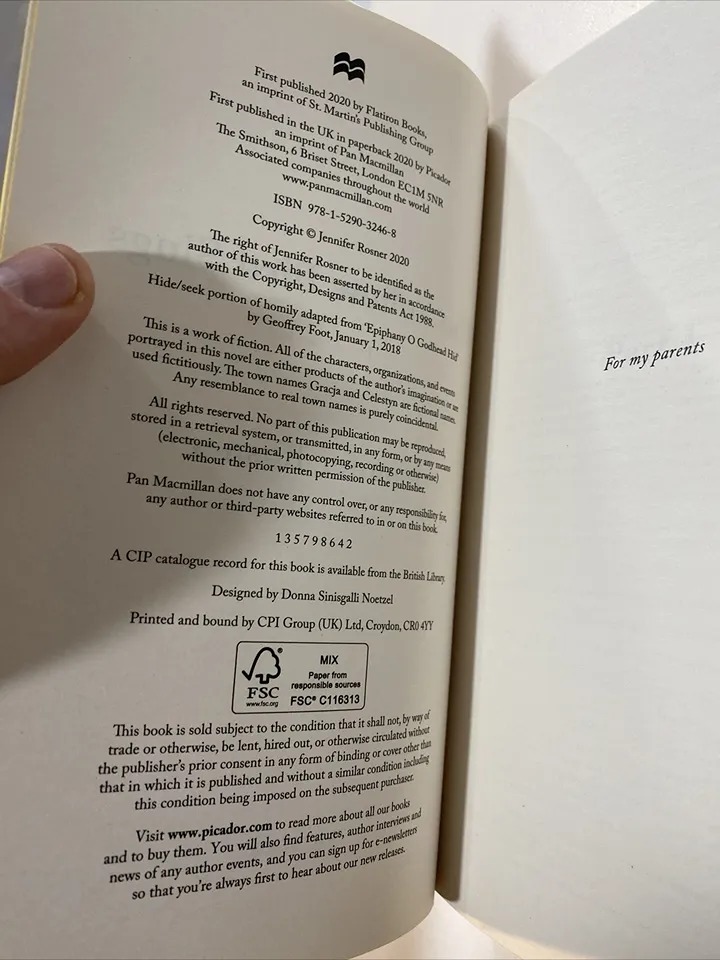 First published 2020 by Flatiron Books,
an imprint of St. Martin's Publishing Group
First published in the UK in paperback 2020 by Picador
an imprint of Pan Macmillan
The Smithson, 6 Briset Street, London EC1M 5NR
Associated companies throughout the world
www.panmacmillan.com
ISBN 978-1-5290-3246-8
Copyright © Jennifer Rosner 2020
The right of Jennifer Rosner to be identified as the
author of this work has been asserted by her in accordance
with the Copyright, Designs and Patents Act 1988.
Hide/seek portion of homily adapted from 'Epiphany O Godhead Hid'
by Geoffrey Foot, January 1, 2018
This is a work of fiction. All of the characters, organizations, and events
portrayed in this novel are either products of the author's imagination or are
used fictitiously. The town names Gracja and Celestyn are fictional names.
Any resemblance to real town names is purely coincidental.
All rights reserved. No part of this publication may be reproduced,
stored in a retrieval system, or transmitted, in any form, or by any means
(electronic, mechanical, photocopying, recording or otherwise)
without the prior written permission of the publisher.
Pan Macmillan does not have any control over, or any responsibility for,
any author or third-party websites referred to in or on this book.
1 3 5 7 9 8 6 4 2
A CIP catalogue record for this book is available from the British Library.
Designed by Donna Sinisgalli Noetzel
Printed and bound by CPI Group (UK) Ltd, Croydon, CR0 4YY
FSC
www.fsc.org
MIX
Paper from
responsible sources
FSC® C116313
This book is sold subject to the condition that it shall not, by way of
trade or otherwise, be lent, hired out, or otherwise circulated without
the publisher's prior consent in any form of binding or cover other than
that in which it is published and without a similar condition including
this condition being imposed on the subsequent purchaser.
Visit www.picador.com to read more about all our books
and to buy them. You will also find features, author interviews and
news of any author events, and you can sign up for e-newsletters
so that you're always first to hear about our new releases.
For my parents